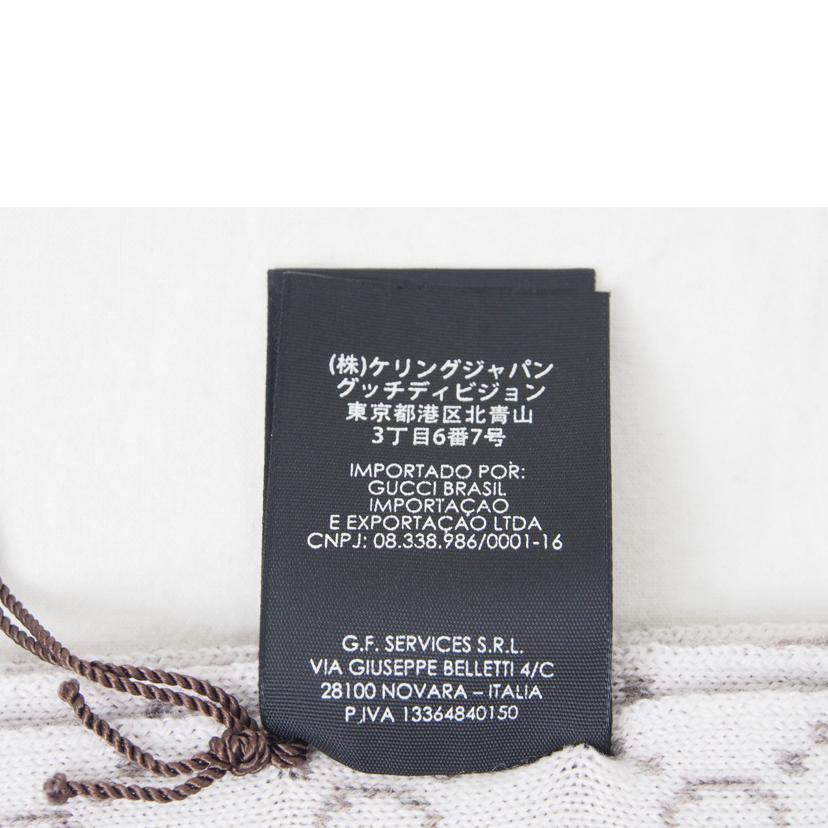 (株)ケリングジャパン
グッチディビジョン
東京都港区北青山
3丁目6番7号
IMPORTADO POR:
GUCCI BRASIL
IMPORTAÇAO
E EXPORTAÇAO LTDA
CNPJ: 08.338.986/0001-16
G.F. SERVICES S.R.L.
VIA GIUSEPPE BELLETTI 4/C
28100 NOVARA – ITALIA
P.IVA 13364840150